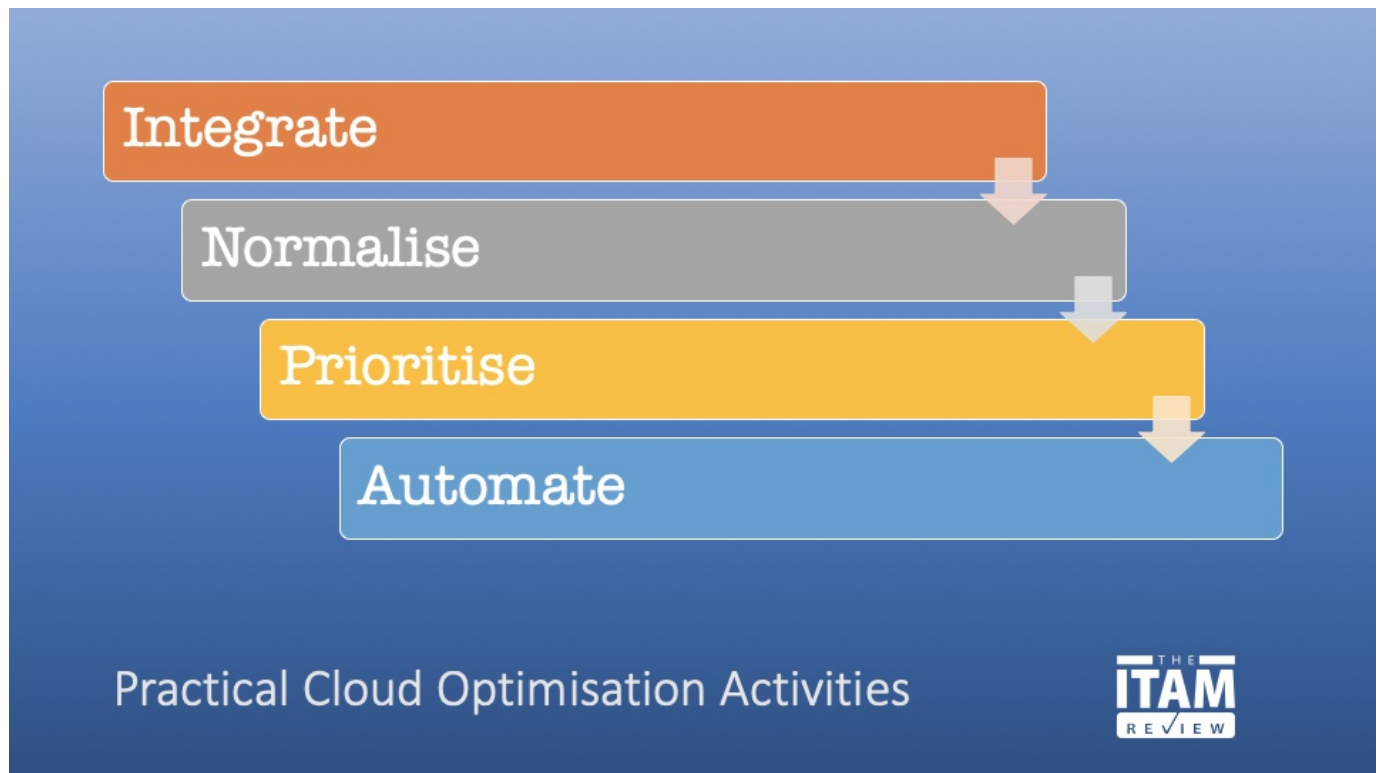 Integrate
Normalise
Prioritise
Automate
Practical Cloud Optimisation Activities
THE
ITAM
REVIEW